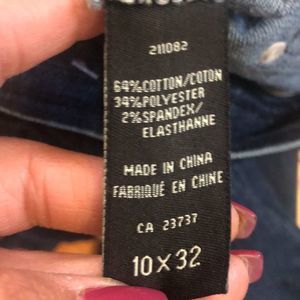 211082
64% COTTON/COTON
34% POLYESTER
2% SPANDEX/
ELASTHANNE
MADE IN CHINA
FABRIQUÉ EN CHINE
CA 23737
10 X 32